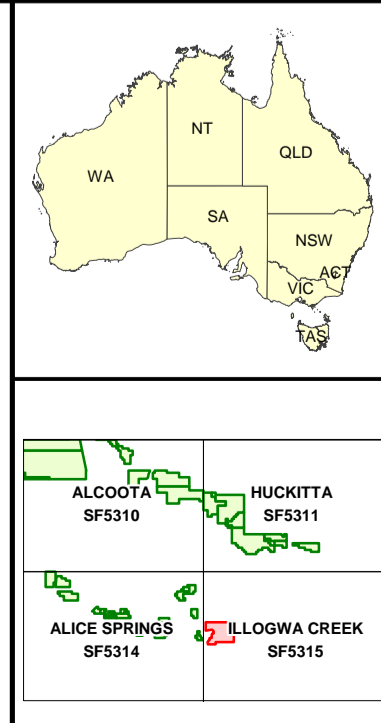 NT
QLD
WA
SA
NSW
ACT
VIC
TAS
ALCOOTA
SF5310
HUCKITTA
SF5311
ALICE SPRINGS
SF5314
ILLOGWA CREEK
SF5315